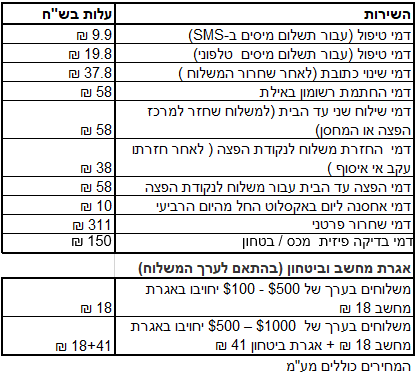 השירות עלות בש"ח
דמי טיפול (עבור תשלום מיסים ב-SMS) 9.9 ₪
דמי טיפול (עבור תשלום מיסים טלפוני) 19.8 ₪
דמי שינוי כתובת (לאחר שחרור המשלוח ) 37.8 ₪
דמי החתמת רשומון באילת 58 ₪
דמי שילוח שני עד הבית (למשלוח שחזר למרכז
הפצה או המחסן) 58 ₪
דמי החזרת משלוח לנקודת הפצה ( לאחר חזרתו
עקב אי איסוף ) 38 ₪
דמי הפצה עד הבית עבור משלוח לנקודת הפצה 58 ₪
דמי אחסנה ליום באקסלוט החל מהיום הרביעי 10 ₪
דמי שחרור פרטני 311 ₪
דמי בדיקה פיזית מכס / בטחון 150 ₪
אגרת מחשב וביטחון (בהתאם לערך המשלוח)
משלוחים בערך של $500 - $100 יחויבו באגרת
מחשב 18 ₪ 18 ₪
משלוחים בערך של $1000 – $500 יחויבו באגרת
מחשב 18 ₪ + אגרת ביטחון 41 ₪ 18+41 ₪
המחירים כוללים מע"מ